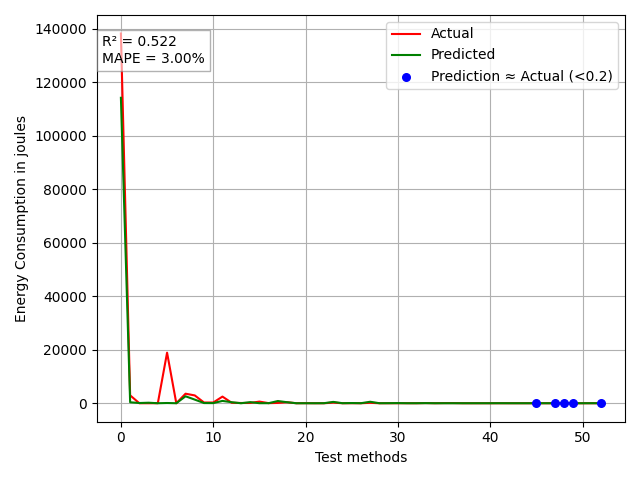 R² = 0.522
MAPE = 3.00%
Actual
Predicted
Prediction ≈ Actual (<0.2)
Energy Consumption in joules
140000
120000
100000
80000
60000
40000
20000
0
0 10 20 30 40 50
Test methods